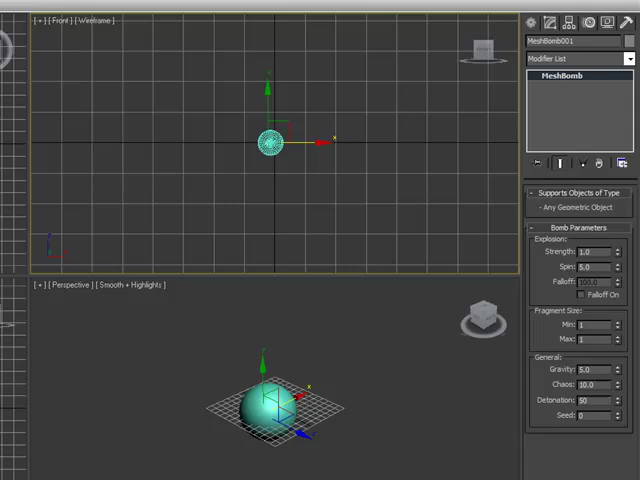 [ + ] [ Front ] [ Wireframe ]
MeshBomb001
Modifier List
MeshBomb
- Supports Objects of Type
- Any Geometric Object
- Bomb Parameters
Explosion:
Strength: 1.0
Spin: 5.0
Falloff: 100.0
Falloff On
Fragment Size:
Min: 1
Max: 1
General:
Gravity: 5.0
Chaos: 10.0
Detonation: 50
Seed: 0
x
z
[ + ] [ Perspective ] [ Smooth + Highlights ]
y
x
z